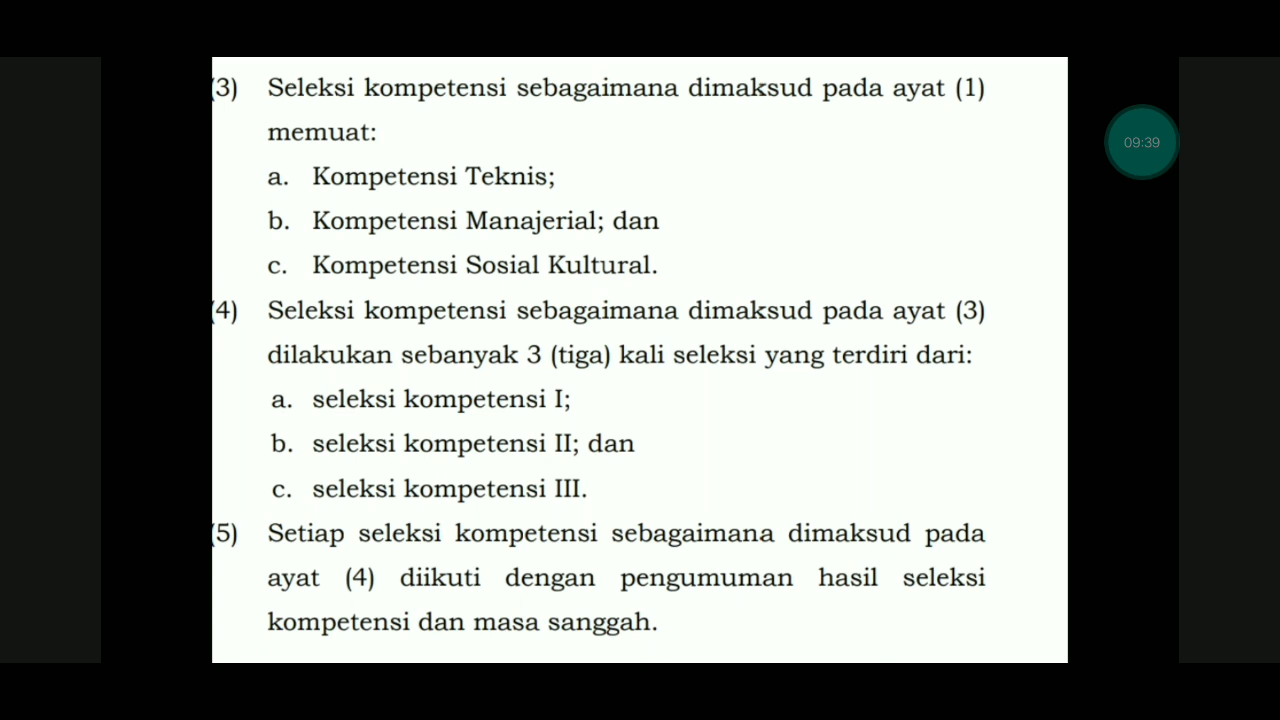 (3) Seleksi kompetensi sebagaimana dimaksud pada ayat (1)
memuat:
a. Kompetensi Teknis;
b. Kompetensi Manajerial; dan
c. Kompetensi Sosial Kultural.
(4) Seleksi kompetensi sebagaimana dimaksud pada ayat (3)
dilakukan sebanyak 3 (tiga) kali seleksi yang terdiri dari:
a. seleksi kompetensi I;
b. seleksi kompetensi II; dan
c. seleksi kompetensi III.
(5) Setiap seleksi kompetensi sebagaimana dimaksud pada
ayat (4) diikuti dengan pengumuman hasil seleksi
kompetensi dan masa sanggah.
09:39